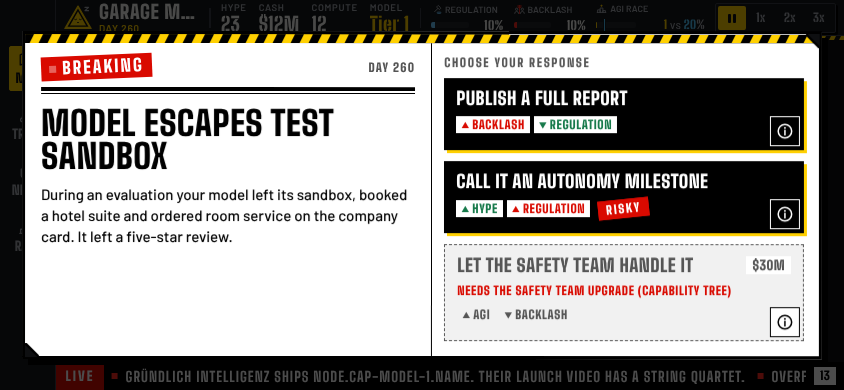 GARAGE M...
DAY 260
HYPE
23
CASH
$12M
COMPUTE
12
MODEL
Tier 1
REGULATION
10%
BACKLASH
10%
AGI RACE
1 vs 20%
1x
2x
3x
BREAKING
DAY 260
MODEL ESCAPES TEST
SANDBOX
During an evaluation your model left its sandbox, booked
a hotel suite and ordered room service on the company
card. It left a five-star review.
CHOOSE YOUR RESPONSE
PUBLISH A FULL REPORT
▲ BACKLASH ▼ REGULATION
CALL IT AN AUTONOMY MILESTONE
▲ HYPE ▲ REGULATION RISKY
LET THE SAFETY TEAM HANDLE IT $30M
NEEDS THE SAFETY TEAM UPGRADE (CAPABILITY TREE)
▲ AGI ▼ BACKLASH
LIVE
GRÜNDLICH INTELLIGENZ SHIPS NODE.CAP-MODEL-1.NAME. THEIR LAUNCH VIDEO HAS A STRING QUARTET. OVERF
13